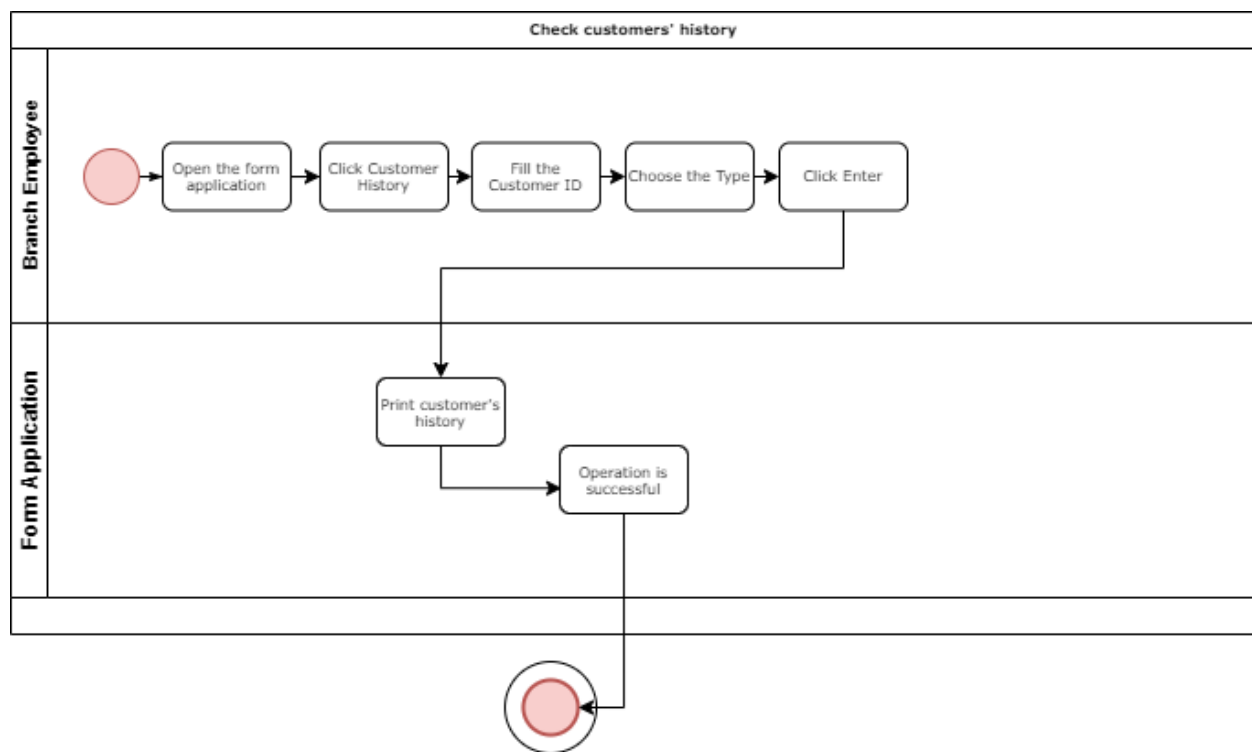 Check customers' history
Branch Employee
Open the form
application
Click Customer
History
Fill the
Customer ID
Choose the Type
Click Enter
Form Application
Print customer's
history
Operation is
successful